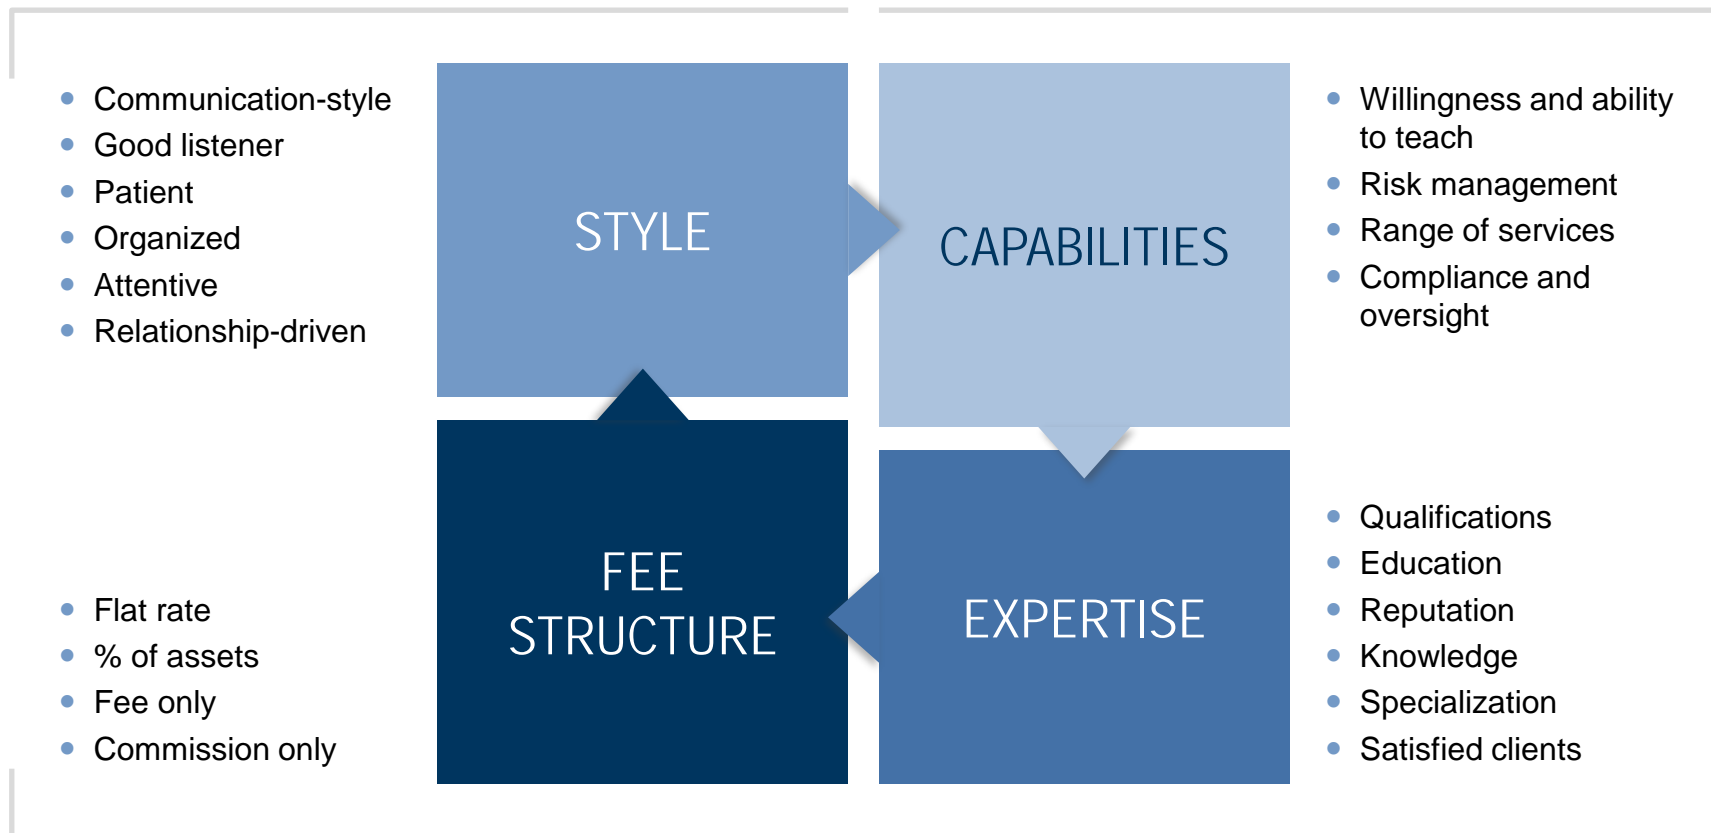 Communication-style
Good listener
Patient
Organized
Attentive
Relationship-driven
STYLE
CAPABILITIES
Willingness and ability
to teach
Risk management
Range of services
Compliance and
oversight
Flat rate
% of assets
Fee only
Commission only
FEE
STRUCTURE
EXPERTISE
Qualifications
Education
Reputation
Knowledge
Specialization
Satisfied clients